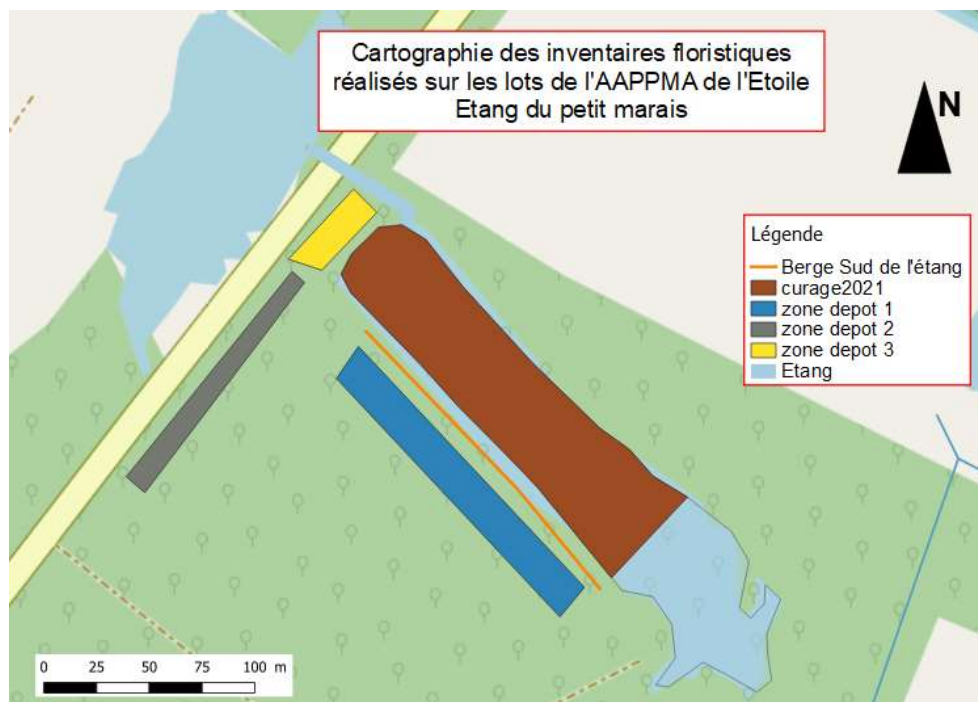 Cartographie des inventaires floristiques
réalisés sur les lots de l'AAPPMA de l'Etoile
Etang du petit marais
N
Légende
Berge Sud de l'étang
curage2021
zone depot 1
zone depot 2
zone depot 3
Etang
0 25 50 75 100 m